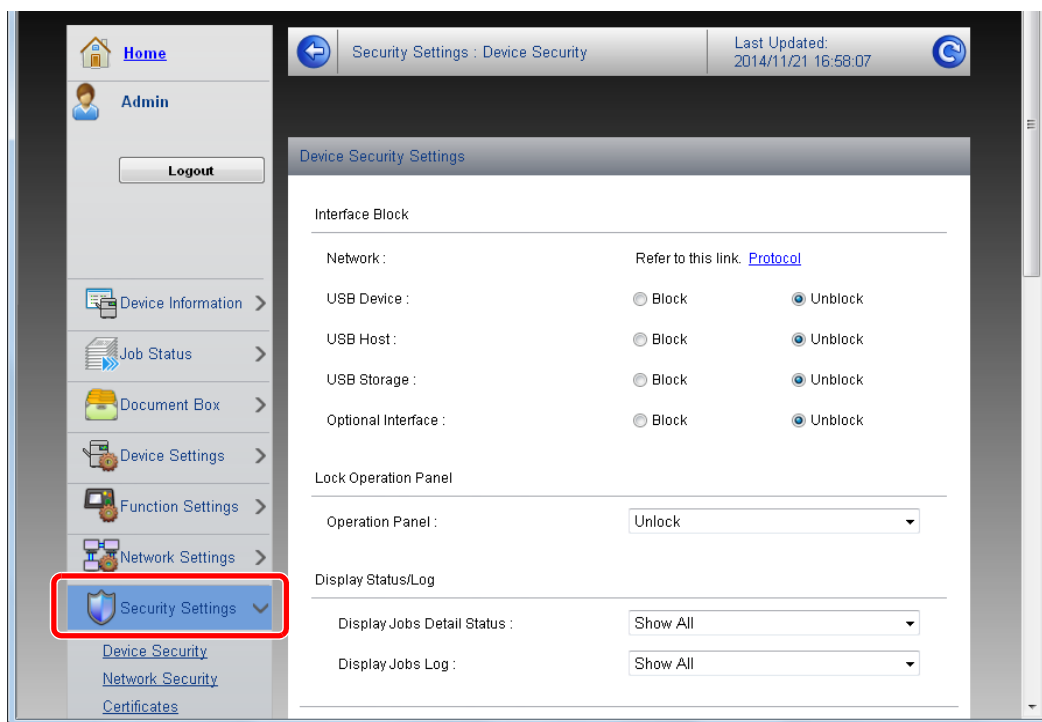 Home
Admin
Logout
Device Information
Job Status
Document Box
Device Settings
Function Settings
Network Settings
Security Settings
Device Security
Network Security
Certificates
Security Settings : Device Security
Last Updated:
2014/11/21 16:58:07
Device Security Settings
Interface Block
Network : Refer to this link. Protocol
USB Device : Block Unblock
USB Host : Block Unblock
USB Storage : Block Unblock
Optional Interface : Block Unblock
Lock Operation Panel
Operation Panel : Unlock
Display Status/Log
Display Jobs Detail Status : Show All
Display Jobs Log : Show All